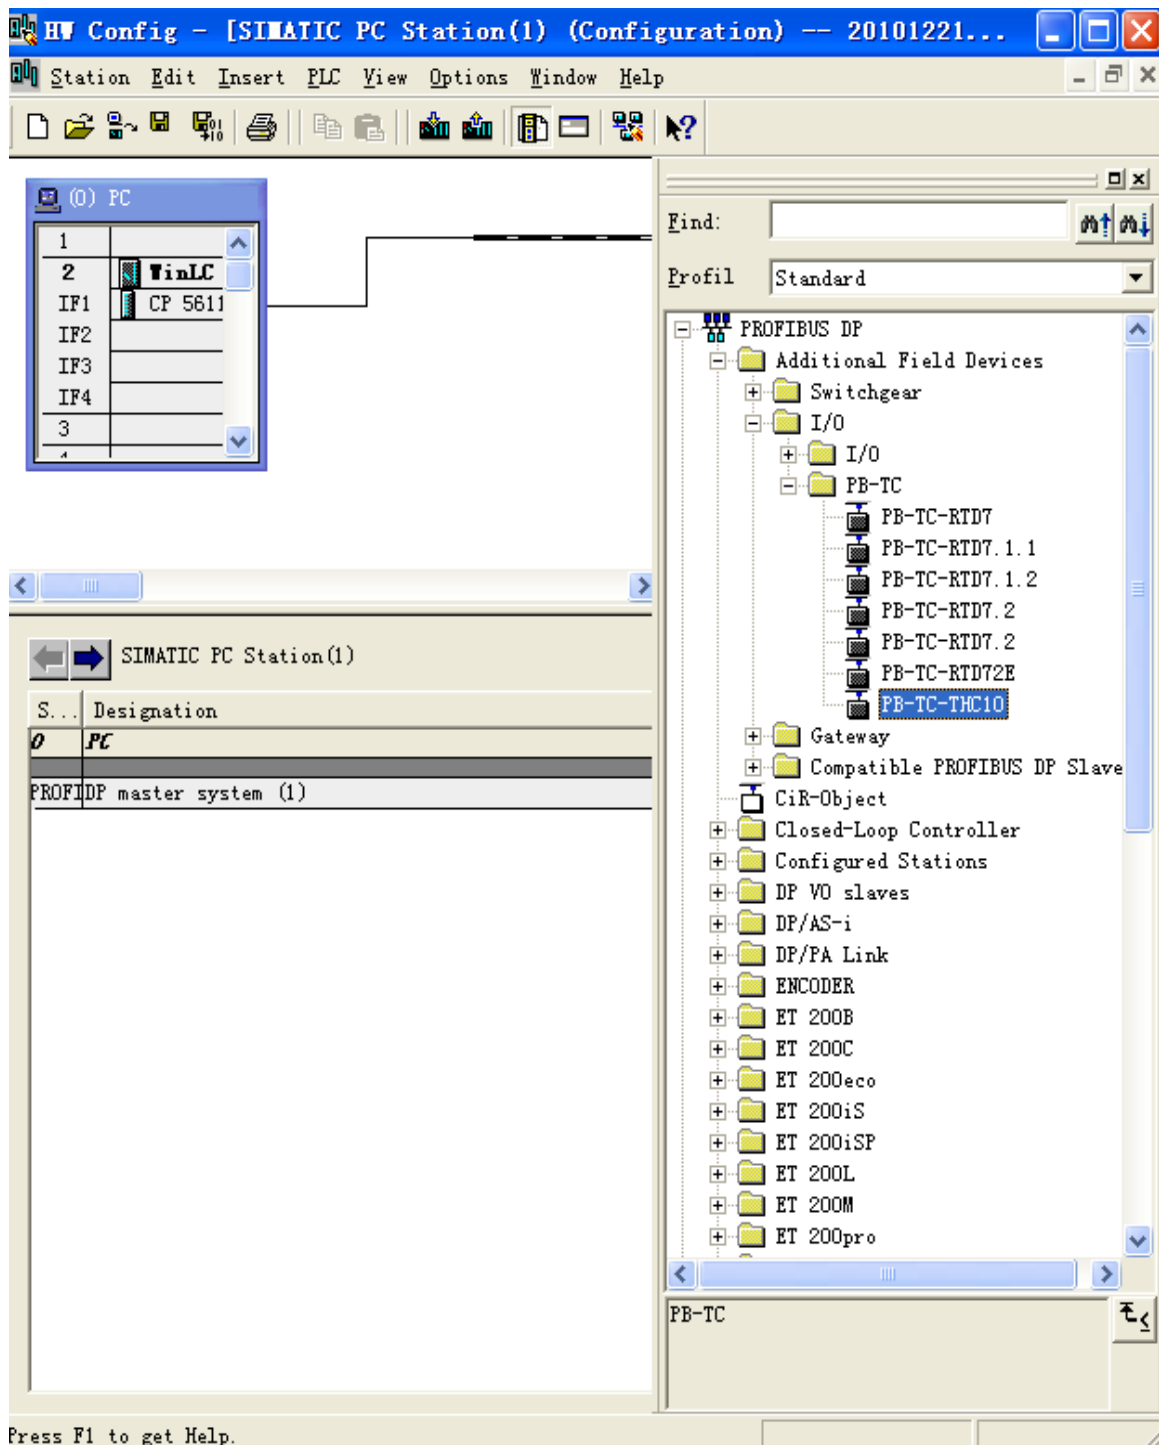 HW Config - [SIMATIC PC Station(1) (Configuration) -- 20101221...
Station Edit Insert PLC View Options Window Help
(0) PC
1
2 WinLC
IF1 CP 5611
IF2
IF3
IF4
3
Find:
Profil Standard
PROFIBUS DP
Additional Field Devices
Switchgear
I/O
I/O
PB-TC
PB-TC-RTD7
PB-TC-RTD7.1.1
PB-TC-RTD7.1.2
PB-TC-RTD7.2
PB-TC-RTD7.2
PB-TC-RTD72E
PB-TC-THC10
Gateway
Compatible PROFIBUS DP Slave
CiR-Object
Closed-Loop Controller
Configured Stations
DP V0 slaves
DP/AS-i
DP/PA Link
ENCODER
ET 200B
ET 200C
ET 200eco
ET 200iS
ET 200iSP
ET 200L
ET 200M
ET 200pro
PB-TC
SIMATIC PC Station(1)
S... Designation
0 PC
PROFI DP master system (1)
Press F1 to get Help.